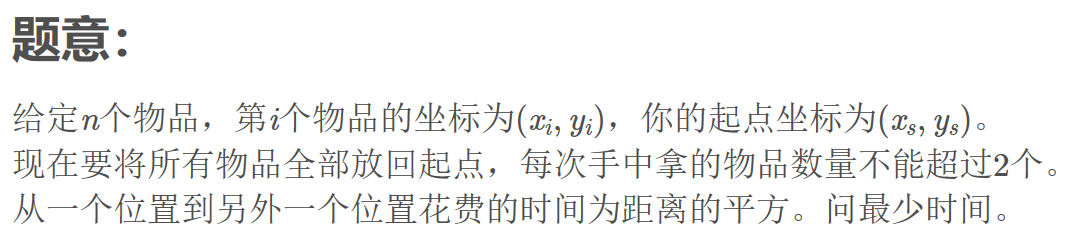 题意：
给定n个物品，第i个物品的坐标为(xᵢ, yᵢ)，你的起点坐标为(xₛ, yₛ)。
现在要将所有物品全部放回起点，每次手中拿的物品数量不能超过2个。
从一个位置到另外一个位置花费的时间为距离的平方。问最少时间。